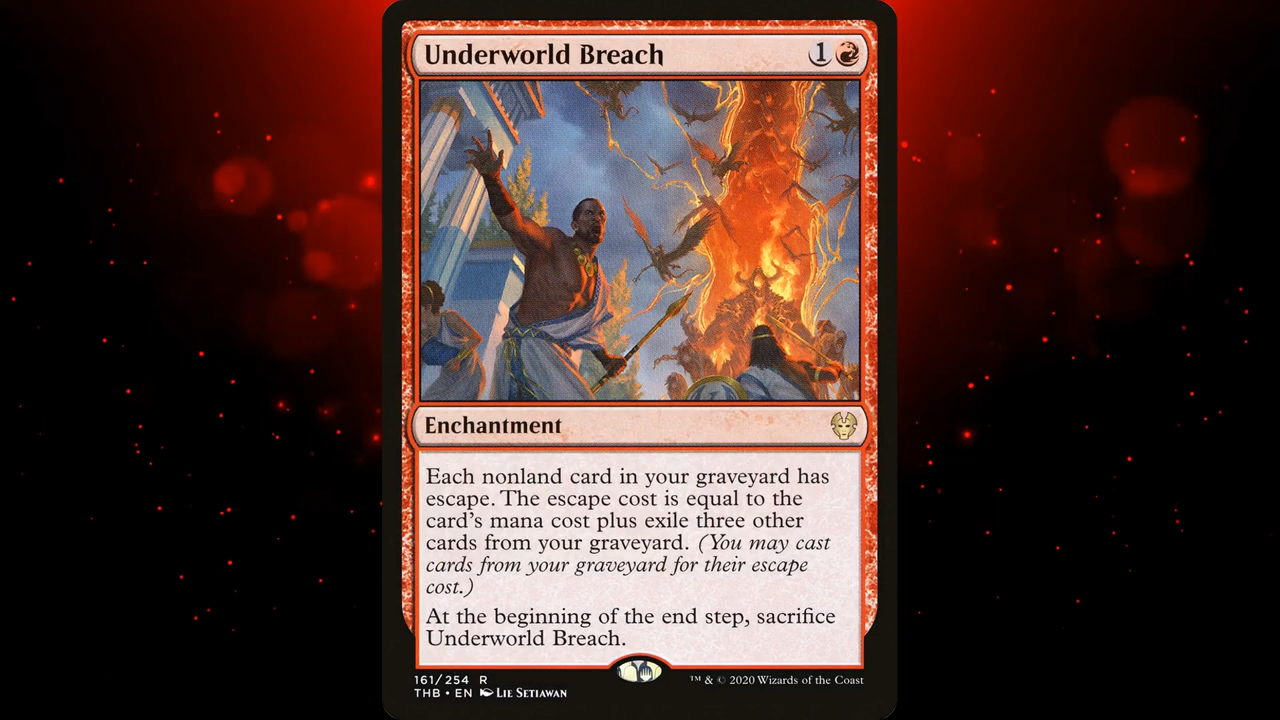 Underworld Breach 1
Enchantment
Each nonland card in your graveyard has
escape. The escape cost is equal to the
card's mana cost plus exile three other
cards from your graveyard. (You may cast
cards from your graveyard for their escape
cost.)
At the beginning of the end step, sacrifice
Underworld Breach.
161/254 R
THB • EN Lie Setiawan
™ & © 2020 Wizards of the Coast